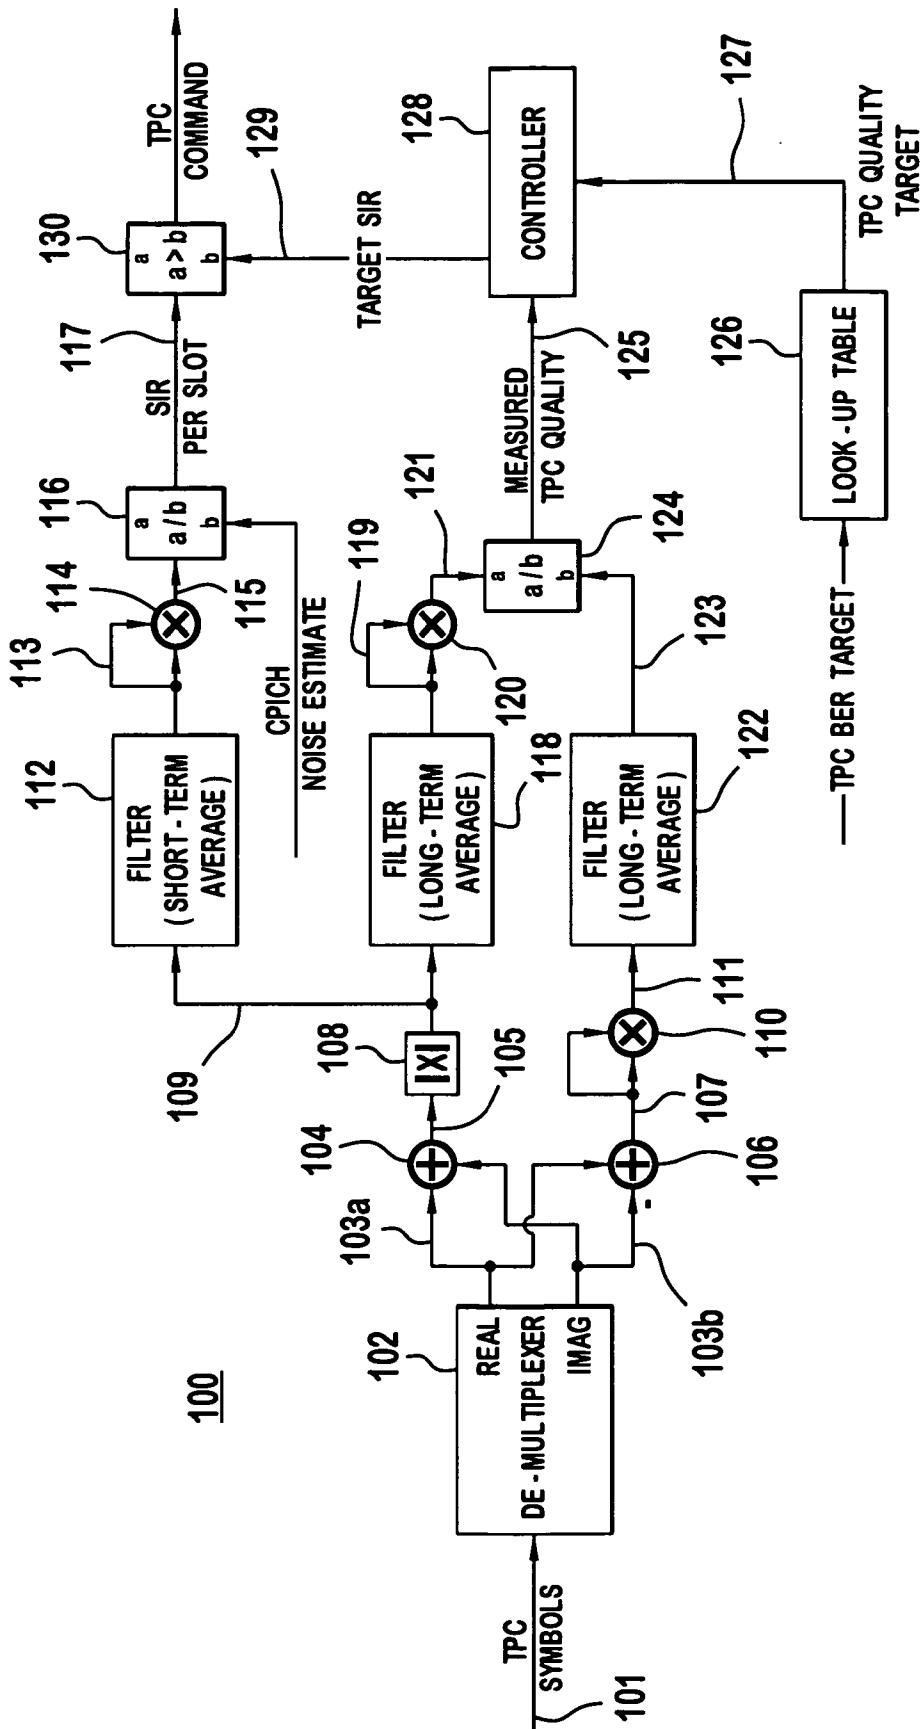 100
TPC
SYMBOLS
101
102
REAL
DE-MULTIPLEXER
IMAG
103a
103b
104
105
106
107
108
|X|
109
110
111
112
FILTER
(SHORT-TERM
AVERAGE)
113
114
115
CPICH
NOISE ESTIMATE
116
a
a/b
b
SIR
PER SLOT
117
118
FILTER
(LONG-TERM
AVERAGE)
119
120
121
122
FILTER
(LONG-TERM
AVERAGE)
123
124
a
a/b
b
MEASURED
TPC QUALITY
125
TPC BER TARGET
126
LOOK-UP TABLE
TPC QUALITY
TARGET
127
128
CONTROLLER
TARGET SIR
129
130
a
a>b
b
TPC
COMMAND